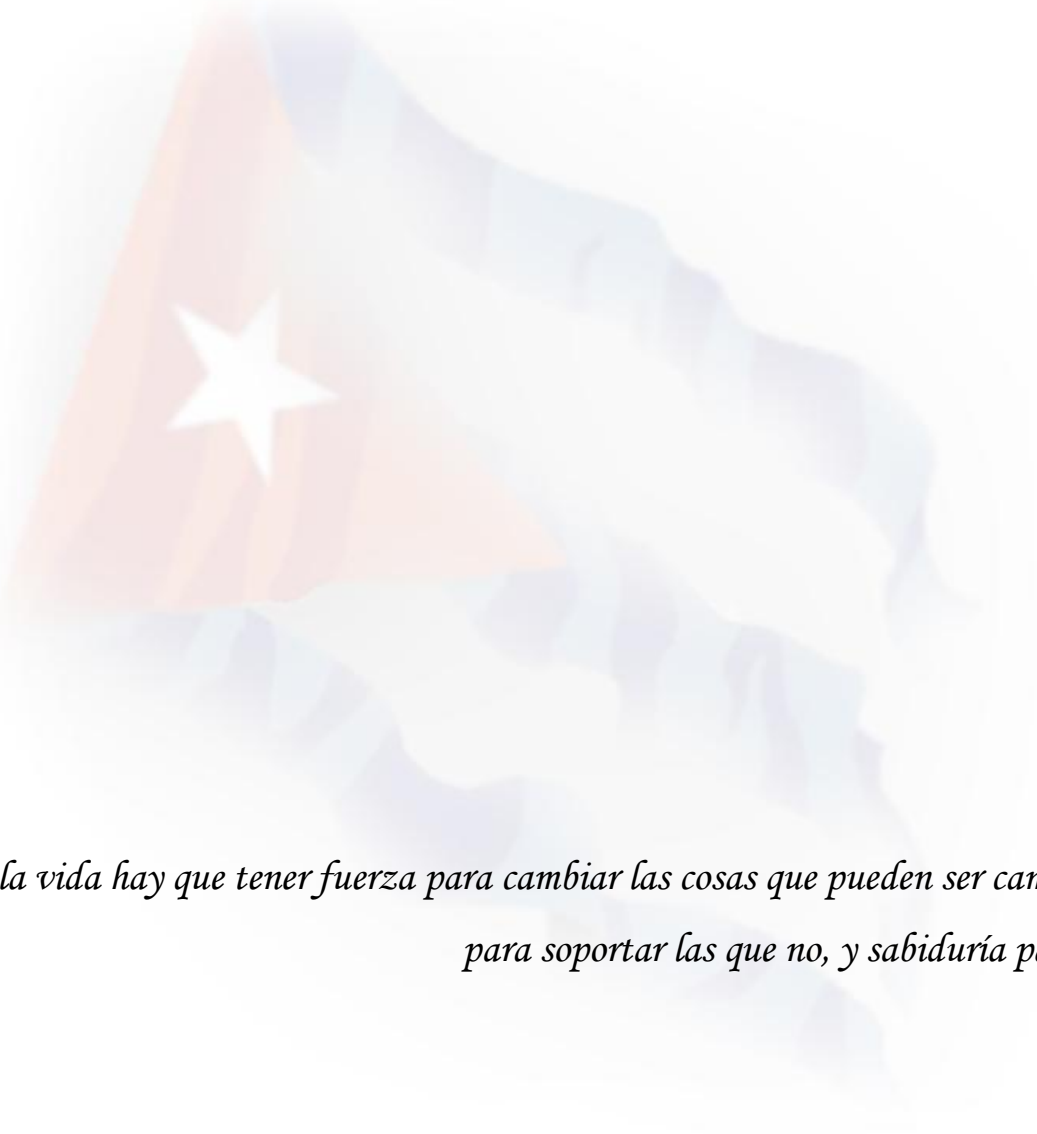 la vida hay que tener fuerza para cambiar las cosas que pueden ser
para soportar las que no, y sabiduría